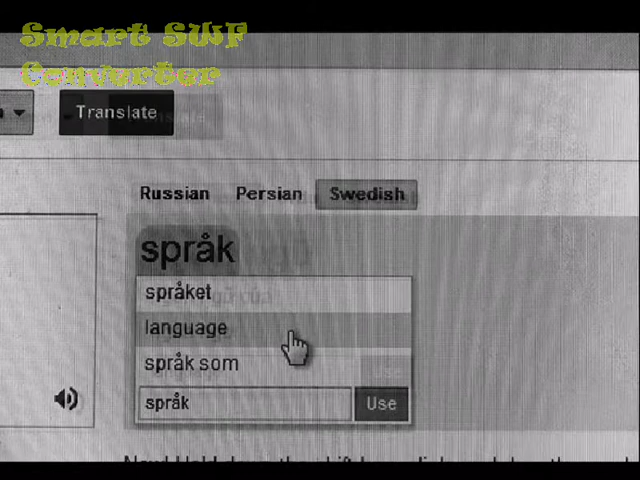 Smart SWF
Converter
Translate
Russian Persian Swedish
språk
språket
language
språk som
språk Use